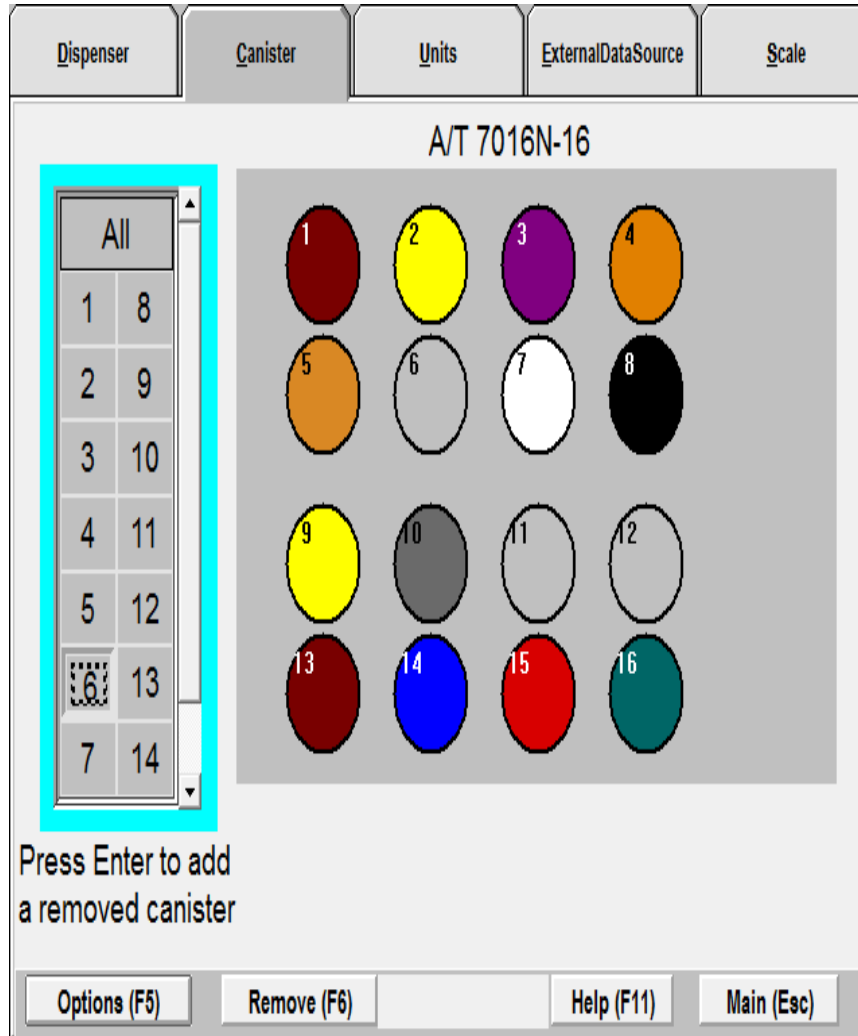 Dispenser Canister Units ExternalDataSource Scale
A/T 7016N-16
All
1 8
2 9
3 10
4 11
5 12
6 13
7 14
1 2 3 4
5 6 7 8
9 10 11 12
13 14 15 16
Press Enter to add
a removed canister
Options (F5) Remove (F6) Help (F11) Main (Esc)